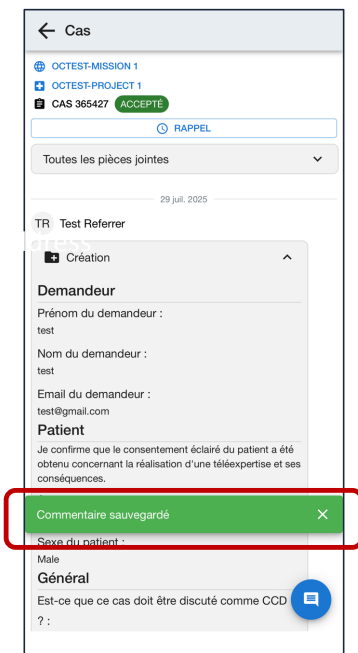 Cas
OCTEST-MISSION 1
OCTEST-PROJECT 1
CAS 365427 ACCEPTÉ
RAPPEL
Toutes les pièces jointes
29 juil. 2025
TR Test Referrer
Création
Demandeur
Prénom du demandeur :
test
Nom du demandeur :
test
Email du demandeur :
test@gmail.com
Patient
Je confirme que le consentement éclairé du patient a été
obtenu concernant la réalisation d'une téléexpertise et ses
conséquences.
Commentaire sauvegardé
Sexe du patient :
Male
Général
Est-ce que ce cas doit être discuté comme CCD
? :